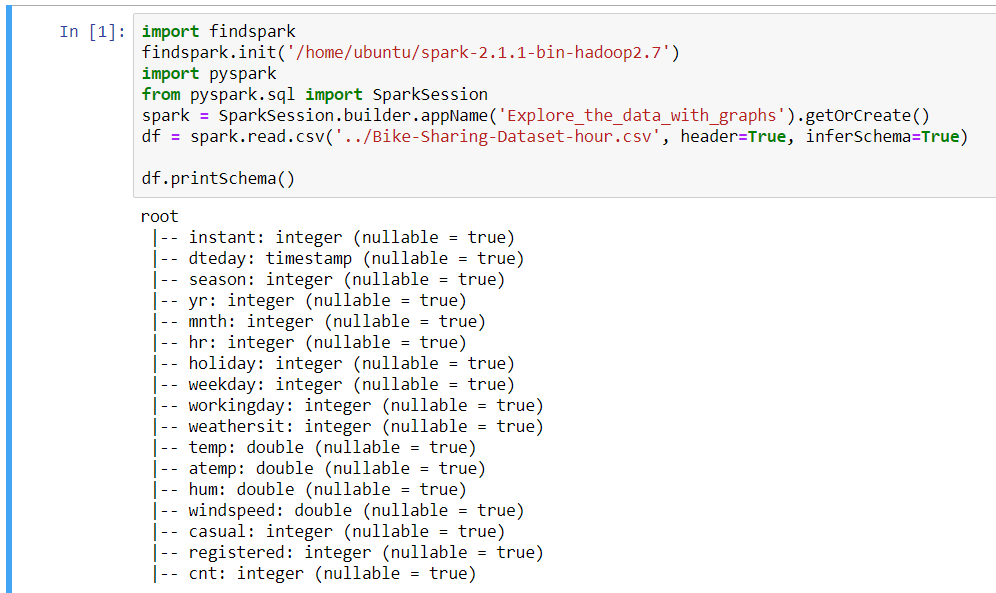 In [1]: import findspark
findspark.init('/home/ubuntu/spark-2.1.1-bin-hadoop2.7')
import pyspark
from pyspark.sql import SparkSession
spark = SparkSession.builder.appName('Explore_the_data_with_graphs').getOrCreate()
df = spark.read.csv('../Bike-Sharing-Dataset-hour.csv', header=True, inferSchema=True)
df.printSchema()
root
 |-- instant: integer (nullable = true)
 |-- dteday: timestamp (nullable = true)
 |-- season: integer (nullable = true)
 |-- yr: integer (nullable = true)
 |-- mnth: integer (nullable = true)
 |-- hr: integer (nullable = true)
 |-- holiday: integer (nullable = true)
 |-- weekday: integer (nullable = true)
 |-- workingday: integer (nullable = true)
 |-- weathersit: integer (nullable = true)
 |-- temp: double (nullable = true)
 |-- atemp: double (nullable = true)
 |-- hum: double (nullable = true)
 |-- windspeed: double (nullable = true)
 |-- casual: integer (nullable = true)
 |-- registered: integer (nullable = true)
 |-- cnt: integer (nullable = true)